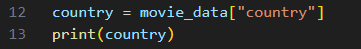 12 country = movie_data["country"]
13 print(country)